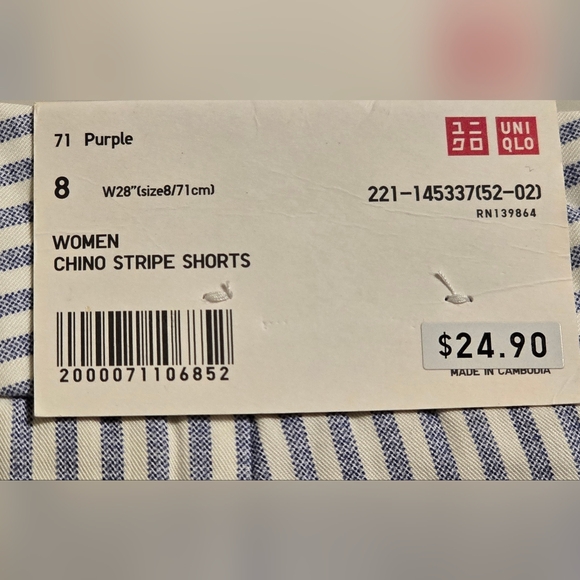 71 Purple
ユニ
クロ
UNI
QLO
8 W28"(size8/71cm)
221-145337(52-02)
RN139864
WOMEN
CHINO STRIPE SHORTS
2000071106852
$24.90
MADE IN CAMBODIA